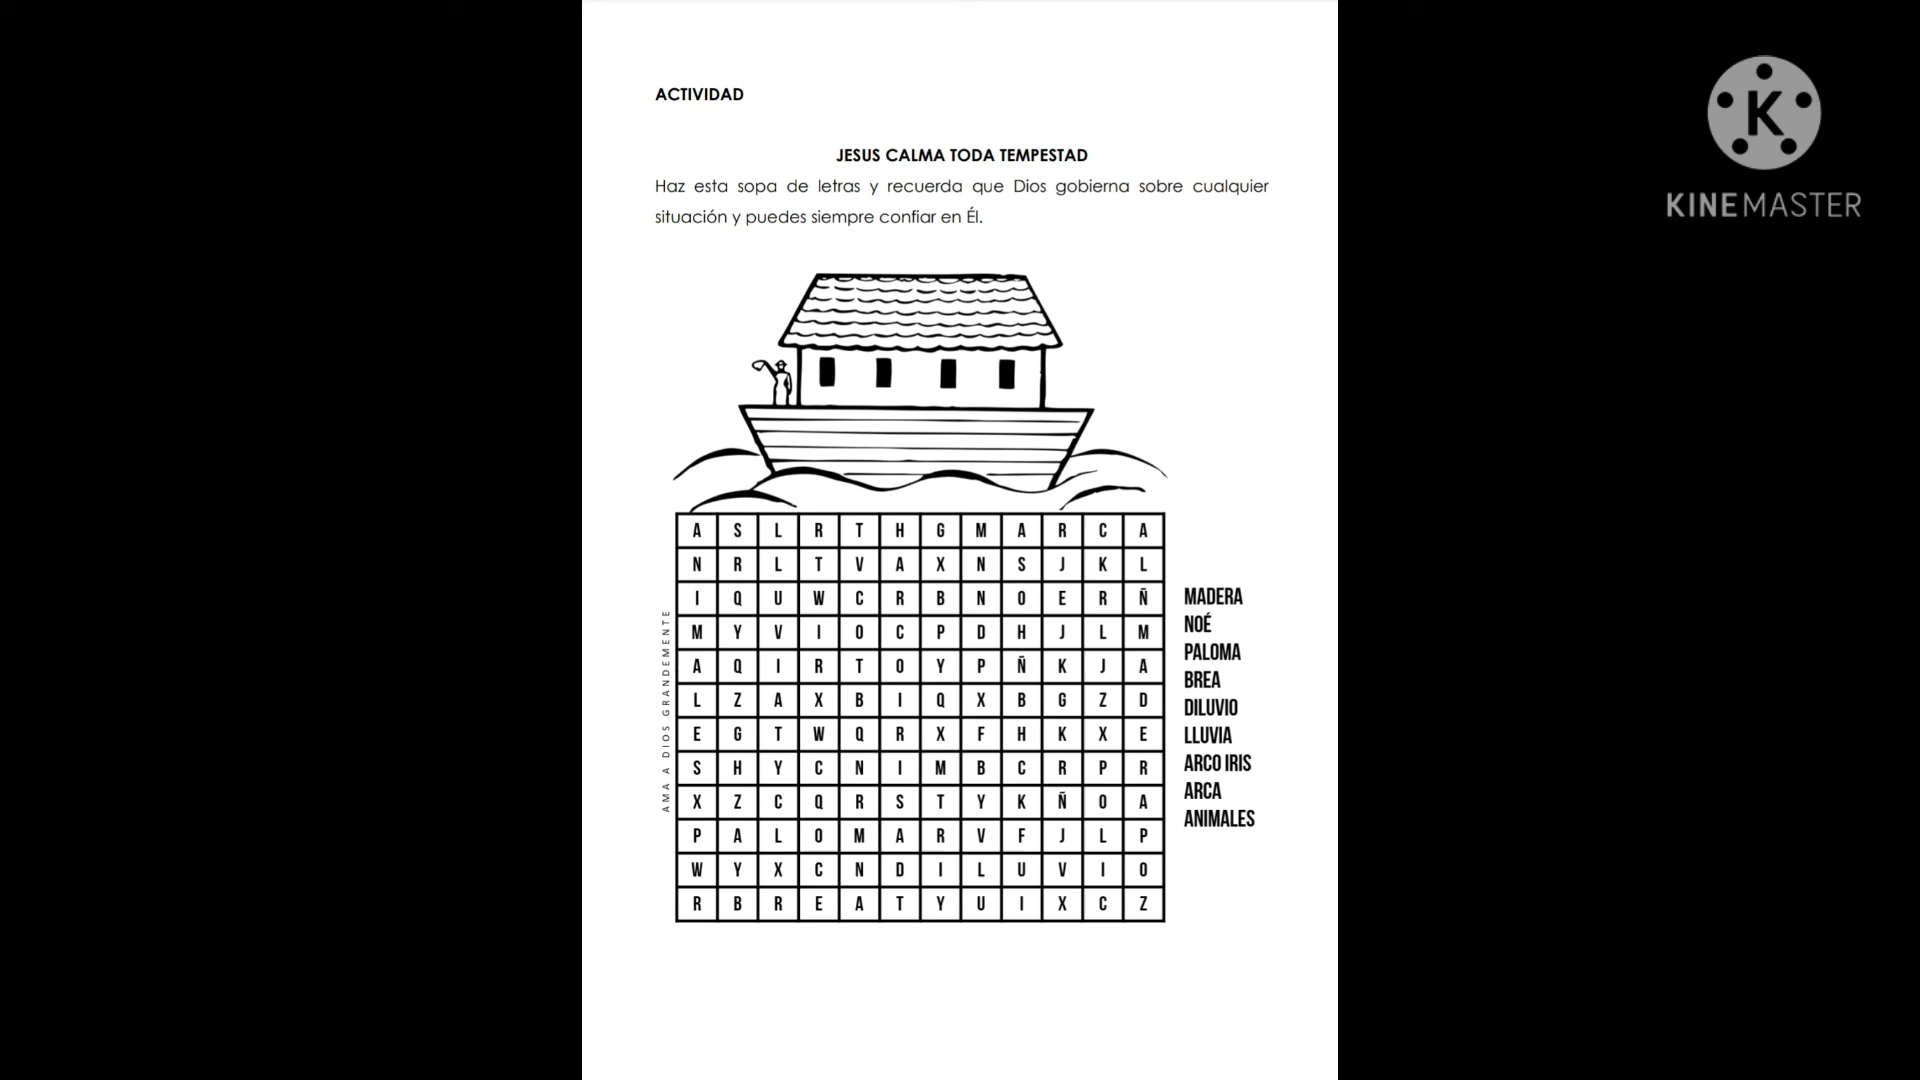 ACTIVIDAD
JESUS CALMA TODA TEMPESTAD
Haz esta sopa de letras y recuerda que Dios gobierna sobre cualquier
situación y puedes siempre confiar en Él.
K
KINEMASTER
A S L R T H G M A R C A
N R L T V A X N S J K L
I Q U W C R B N O E R Ñ
M Y V I O C P D H J L M
A Q I R T O Y P Ñ K J A
L Z A X B I Q X B G Z D
E G T W Q R X F H K X E
S H Y C N I M B C R P R
X Z C Q R S T Y K Ñ O A
P A L O M A R V F J L P
W Y X C N D I L U V I O
R B R E A T Y U I X C Z
AMA A DIOS GRANDEMENTE
MADERA
NOÉ
PALOMA
BREA
DILUVIO
LLUVIA
ARCO IRIS
ARCA
ANIMALES